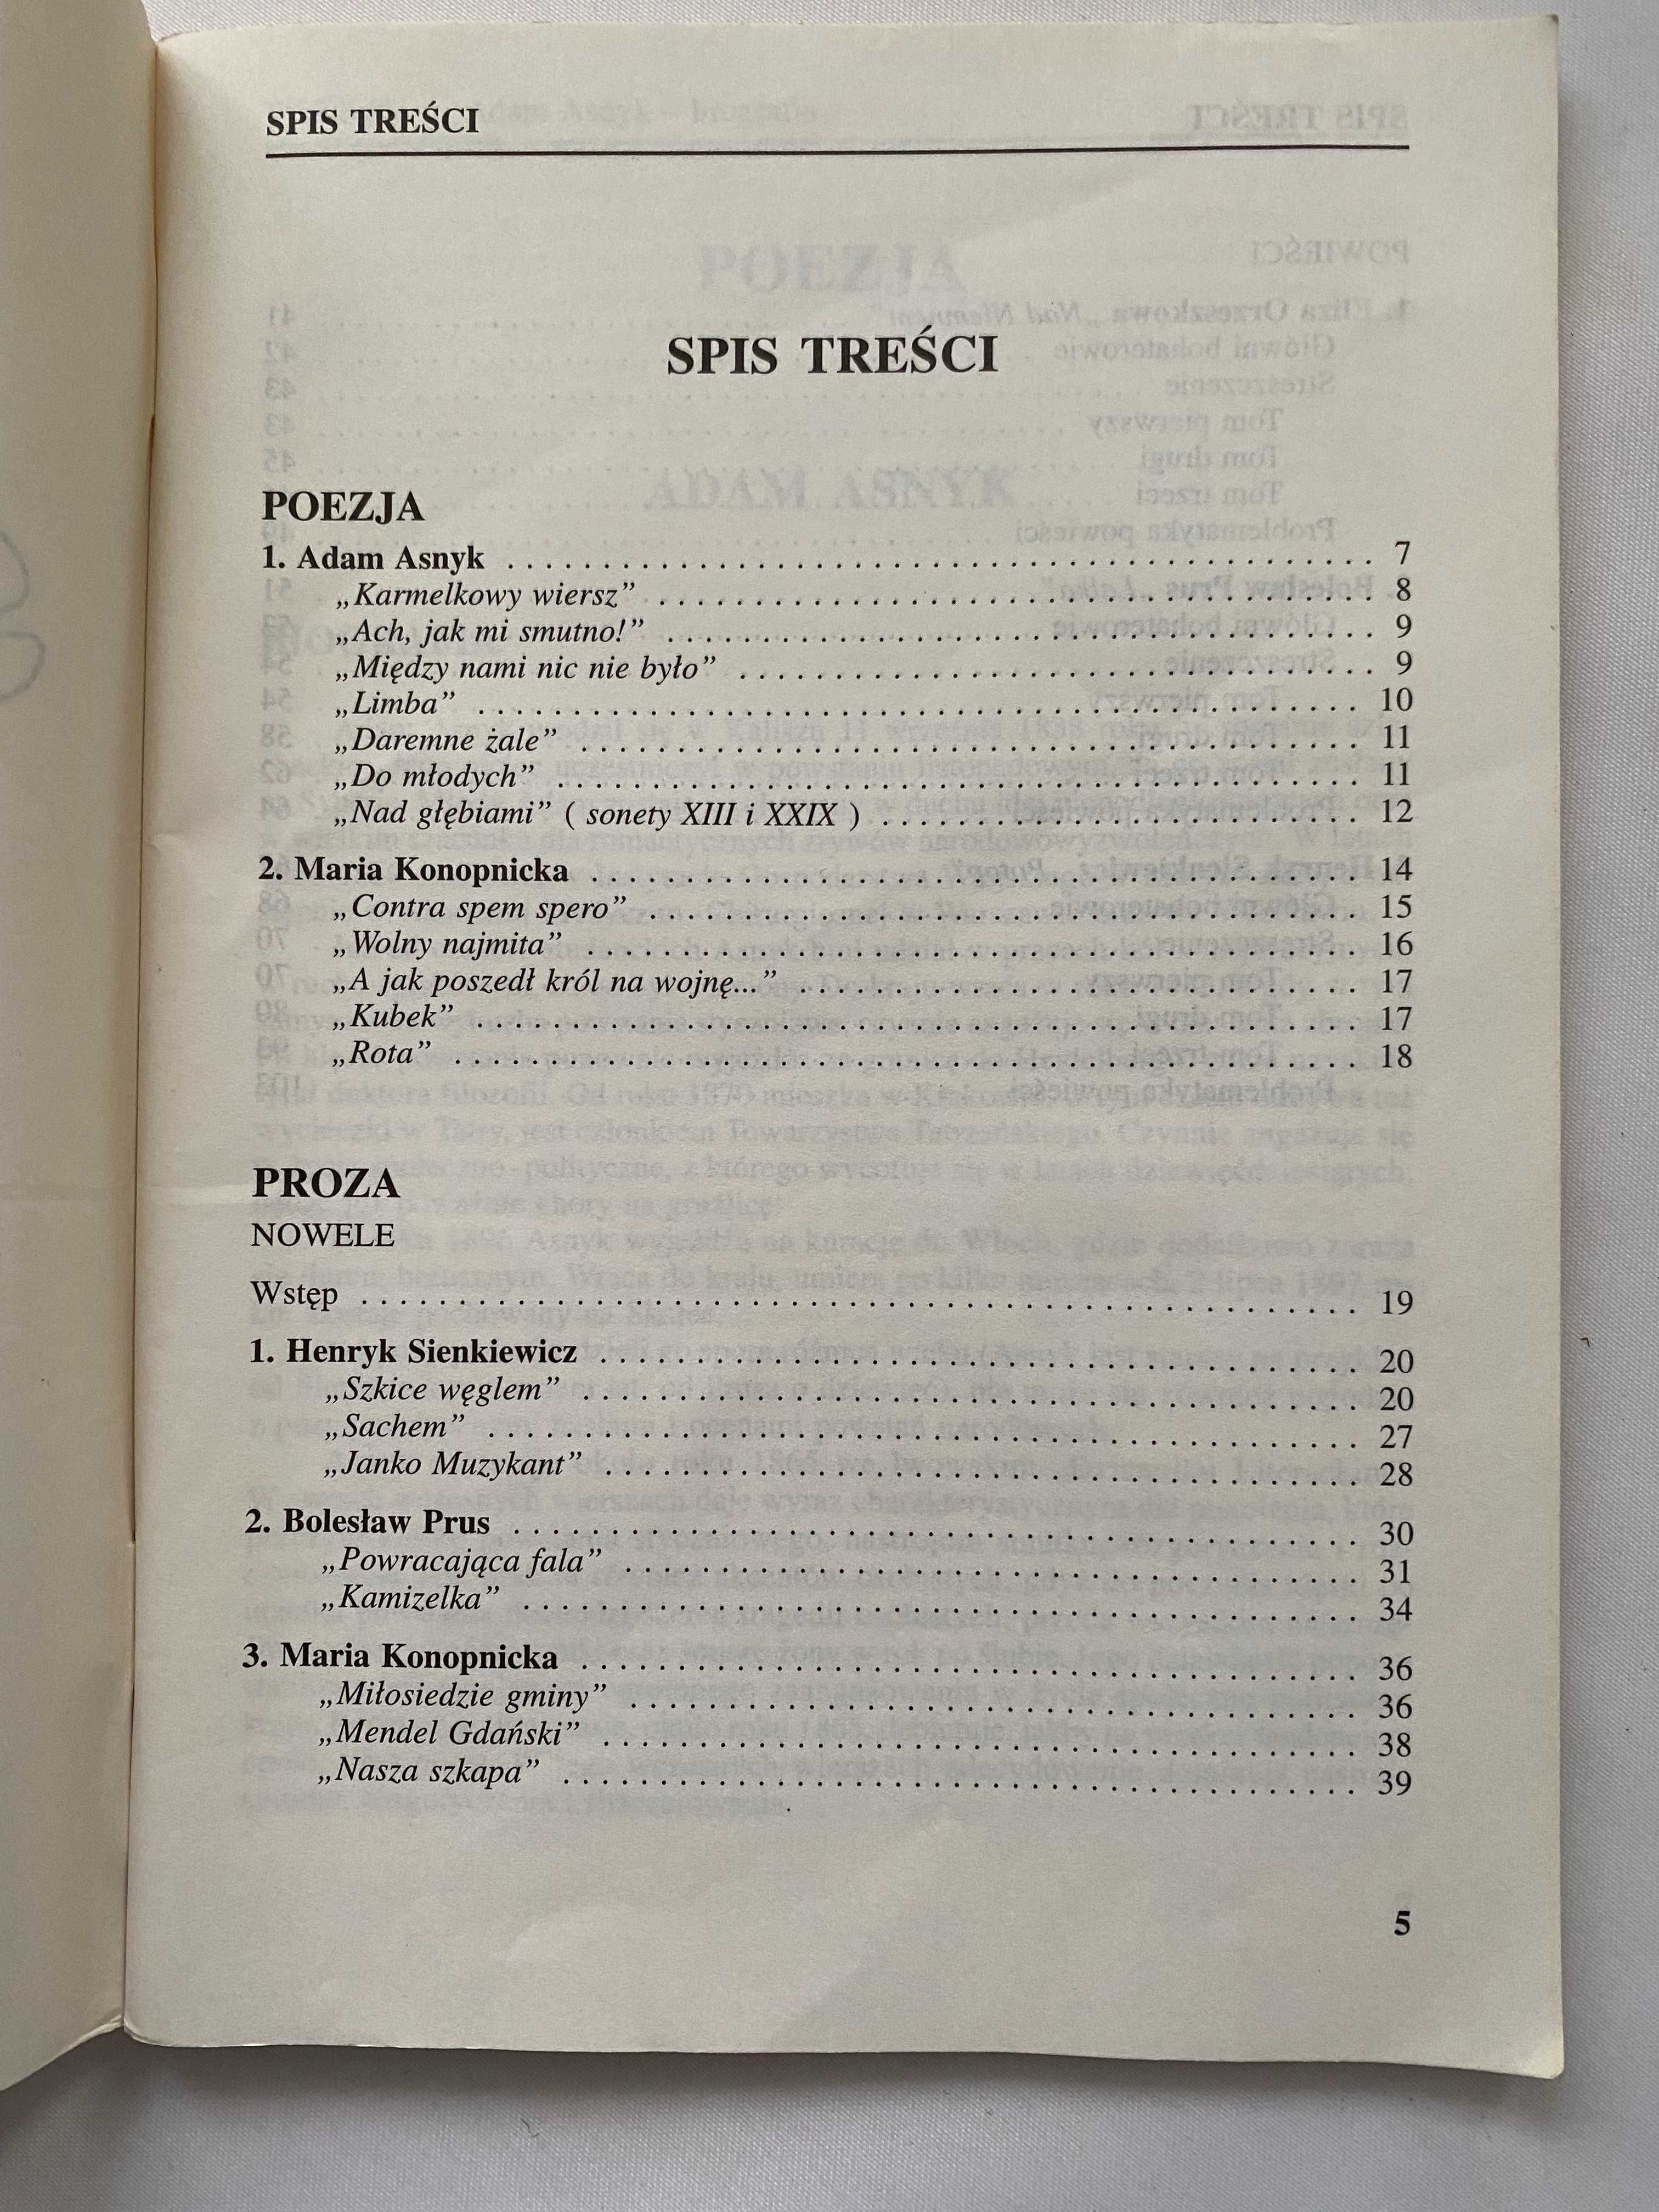 SPIS TREŚCI
SPIS TREŚCI
POEZJA
1. Adam Asnyk . . . . . . . . . . . . . . . . . . . . . . . . . . . . . . . . . . . . . . . . . . . . . 7
„Karmelkowy wiersz” . . . . . . . . . . . . . . . . . . . . . . . . . . . . . . . . . . . . . 8
„Ach, jak mi smutno!” . . . . . . . . . . . . . . . . . . . . . . . . . . . . . . . . . . . . . 9
„Między nami nic nie było” . . . . . . . . . . . . . . . . . . . . . . . . . . . . . . . . . 9
„Limba” . . . . . . . . . . . . . . . . . . . . . . . . . . . . . . . . . . . . . . . . . . . . . . 10
„Daremne żale” . . . . . . . . . . . . . . . . . . . . . . . . . . . . . . . . . . . . . . . . 11
„Do młodych” . . . . . . . . . . . . . . . . . . . . . . . . . . . . . . . . . . . . . . . . . 11
„Nad głębiami” ( sonety XIII i XXIX ) . . . . . . . . . . . . . . . . . . . . . . . . . 12
2. Maria Konopnicka . . . . . . . . . . . . . . . . . . . . . . . . . . . . . . . . . . . . . . . . 14
„Contra spem spero” . . . . . . . . . . . . . . . . . . . . . . . . . . . . . . . . . . . . . 15
„Wolny najmita” . . . . . . . . . . . . . . . . . . . . . . . . . . . . . . . . . . . . . . . . 16
„A jak poszedł król na wojnę...” . . . . . . . . . . . . . . . . . . . . . . . . . . . . . 17
„Kubek” . . . . . . . . . . . . . . . . . . . . . . . . . . . . . . . . . . . . . . . . . . . . . . 17
„Rota” . . . . . . . . . . . . . . . . . . . . . . . . . . . . . . . . . . . . . . . . . . . . . . . 18
PROZA
NOWELE
Wstęp . . . . . . . . . . . . . . . . . . . . . . . . . . . . . . . . . . . . . . . . . . . . . . . . . . . 19
1. Henryk Sienkiewicz . . . . . . . . . . . . . . . . . . . . . . . . . . . . . . . . . . . . . . . 20
„Szkice węglem” . . . . . . . . . . . . . . . . . . . . . . . . . . . . . . . . . . . . . . . . 20
„Sachem” . . . . . . . . . . . . . . . . . . . . . . . . . . . . . . . . . . . . . . . . . . . . . 27
„Janko Muzykant” . . . . . . . . . . . . . . . . . . . . . . . . . . . . . . . . . . . . . . . 28
2. Bolesław Prus . . . . . . . . . . . . . . . . . . . . . . . . . . . . . . . . . . . . . . . . . . . 30
„Powracająca fala” . . . . . . . . . . . . . . . . . . . . . . . . . . . . . . . . . . . . . . 31
„Kamizelka” . . . . . . . . . . . . . . . . . . . . . . . . . . . . . . . . . . . . . . . . . . . 34
3. Maria Konopnicka . . . . . . . . . . . . . . . . . . . . . . . . . . . . . . . . . . . . . . . . 36
„Miłosiedzie gminy” . . . . . . . . . . . . . . . . . . . . . . . . . . . . . . . . . . . . . . 36
„Mendel Gdański” . . . . . . . . . . . . . . . . . . . . . . . . . . . . . . . . . . . . . . . 38
„Nasza szkapa” . . . . . . . . . . . . . . . . . . . . . . . . . . . . . . . . . . . . . . . . . 39
5